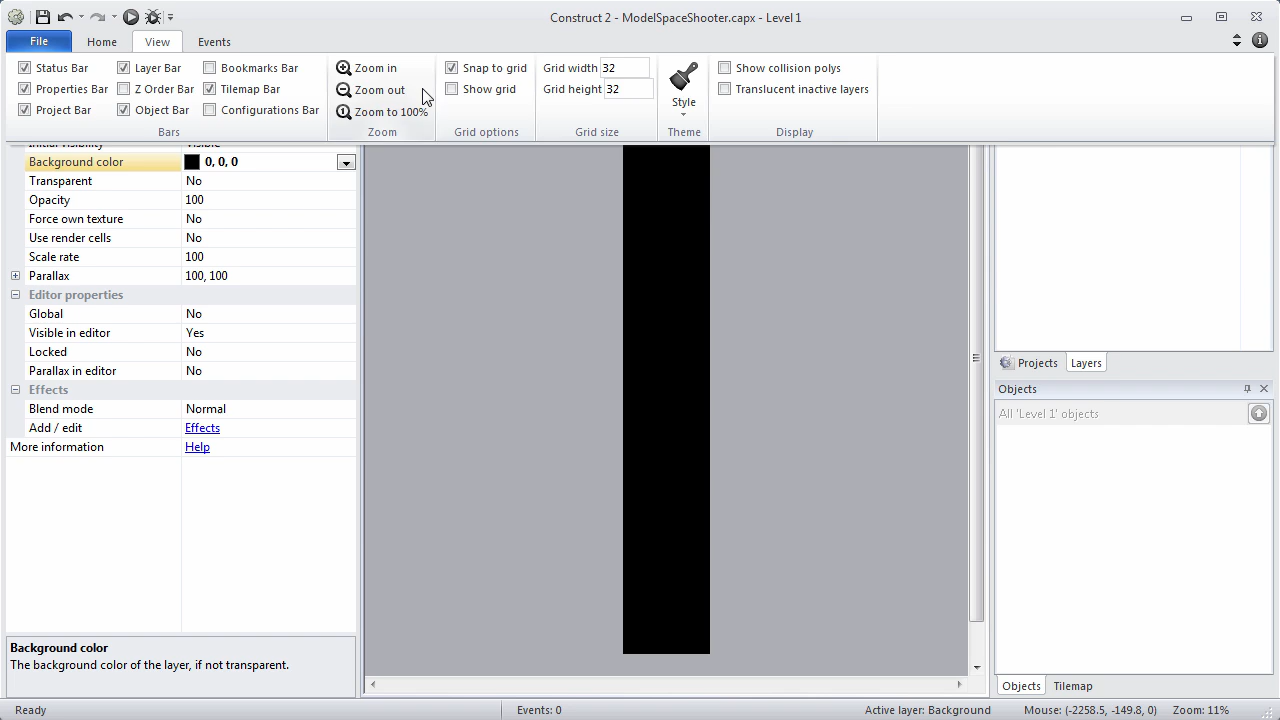 Construct 2 - ModelSpaceShooter.capx - Level 1
File Home View Events
Status Bar Layer Bar Bookmarks Bar Zoom in Snap to grid Grid width 32 Show collision polys
Properties Bar Z Order Bar Tilemap Bar Zoom out Show grid Grid height 32 Style Translucent inactive layers
Project Bar Object Bar Configurations Bar Zoom to 100%
Bars Zoom Grid options Grid size Theme Display
Background color 0, 0, 0
Transparent No
Opacity 100
Force own texture No
Use render cells No
Scale rate 100
Parallax 100, 100
Editor properties
Global No
Visible in editor Yes
Locked No
Parallax in editor No
Effects
Blend mode Normal
Add / edit Effects
More information Help
Projects Layers
Objects
All 'Level 1' objects
Background color
The background color of the layer, if not transparent.
Objects Tilemap
Ready Events: 0 Active layer: Background Mouse: (-2258.5, -149.8, 0) Zoom: 11%